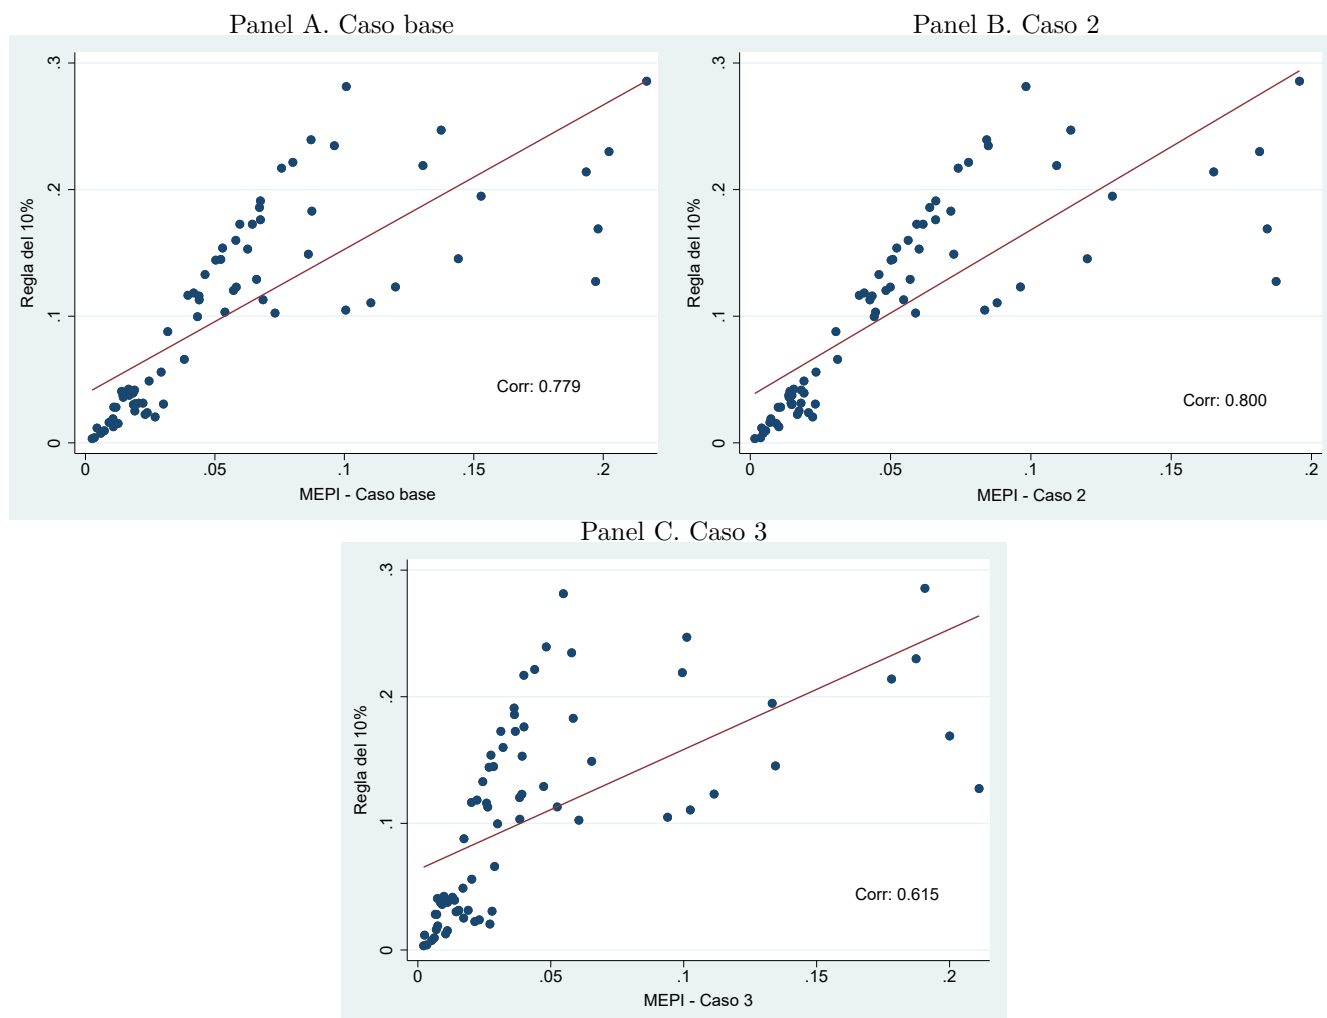 Panel A. Caso base
Regla del 10%
.3
.2
.1
0
Corr: 0.779
0 .05 .1 .15 .2
MEPI - Caso base
Panel B. Caso 2
Regla del 10%
.3
.2
.1
0
Corr: 0.800
0 .05 .1 .15 .2
MEPI - Caso 2
Panel C. Caso 3
Regla del 10%
.3
.2
.1
0
Corr: 0.615
0 .05 .1 .15 .2
MEPI - Caso 3